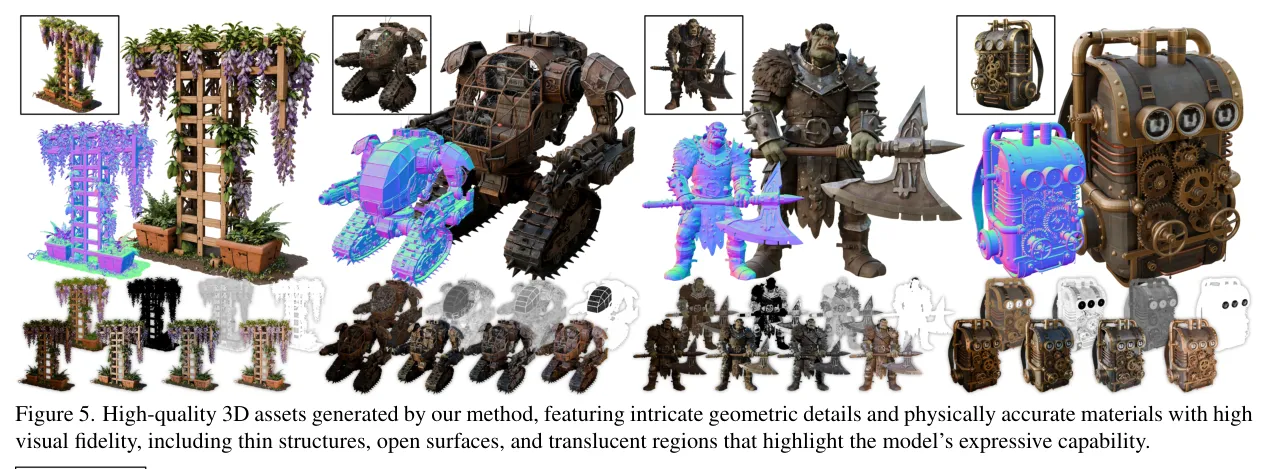 Figure 5. High-quality 3D assets generated by our method, featuring intricate geometric details and physically accurate materials with high
visual fidelity, including thin structures, open surfaces, and translucent regions that highlight the model's expressive capability.